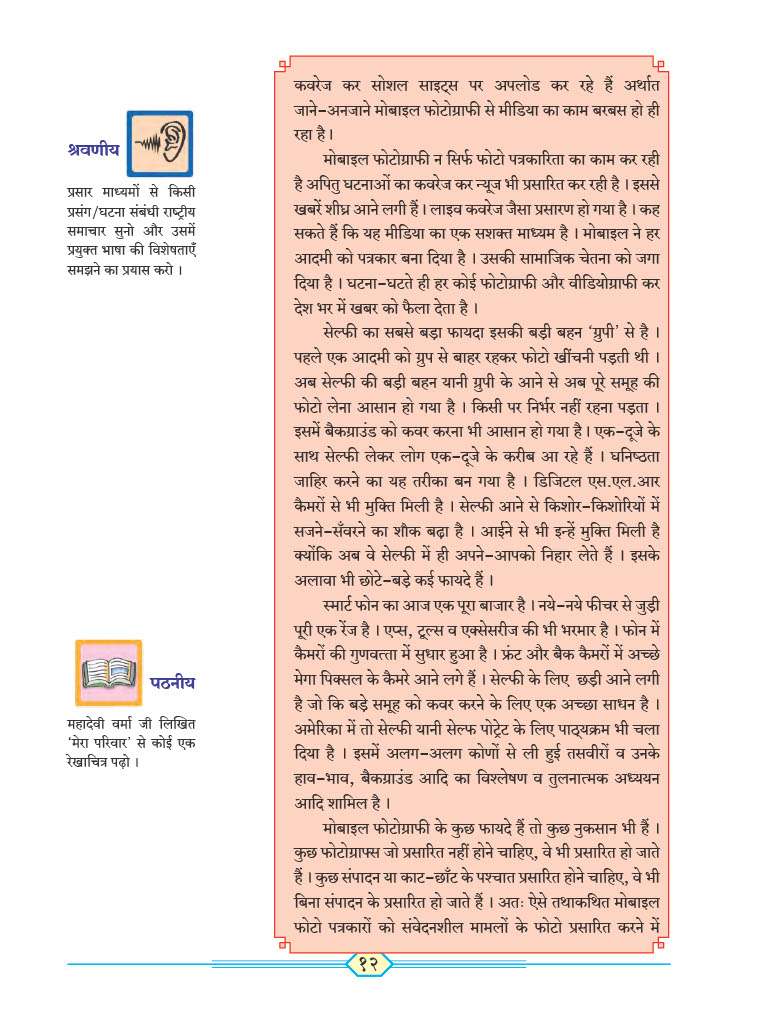 कवरेज कर सोशल साइट्स पर अपलोड कर रहे हैं अर्थात
जाने-अनजाने मोबाइल फोटोग्राफी से मीडिया का काम बरबस हो ही
रहा है ।
मोबाइल फोटोग्राफी न सिर्फ फोटो पत्रकारिता का काम कर रही
है अपितु घटनाओं का कवरेज कर न्यूज भी प्रसारित कर रही है । इससे
खबरें शीघ्र आने लगी हैं । लाइव कवरेज जैसा प्रसारण हो गया है । कह
सकते हैं कि यह मीडिया का एक सशक्त माध्यम है । मोबाइल ने हर
आदमी को पत्रकार बना दिया है । उसकी सामाजिक चेतना को जगा
दिया है । घटना-घटते ही हर कोई फोटोग्राफी और वीडियोग्राफी कर
देश भर में खबर को फैला देता है ।
सेल्फी का सबसे बड़ा फायदा इसकी बड़ी बहन ‘ग्रुपी’ से है ।
पहले एक आदमी को ग्रुप से बाहर रहकर फोटो खींचनी पड़ती थी ।
अब सेल्फी की बड़ी बहन यानी ग्रुपी के आने से अब पूरे समूह की
फोटो लेना आसान हो गया है । किसी पर निर्भर नहीं रहना पड़ता ।
इसमें बैकग्राउंड को कवर करना भी आसान हो गया है । एक-दूजे के
साथ सेल्फी लेकर लोग एक-दूजे के करीब आ रहे हैं । घनिष्ठता
जाहिर करने का यह तरीका बन गया है । डिजिटल एस.एल.आर
कैमरों से भी मुक्ति मिली है । सेल्फी आने से किशोर-किशोरियों में
सजने-सँवरने का शौक बढ़ा है । आईने से भी इन्हें मुक्ति मिली है
क्योंकि अब वे सेल्फी में ही अपने-आपको निहार लेते हैं । इसके
अलावा भी छोटे-बड़े कई फायदे हैं ।
स्मार्ट फोन का आज एक पूरा बाजार है । नये-नये फीचर से जुड़ी
पूरी एक रेंज है । एप्स, टूल्स व एक्सेसरीज की भी भरमार है । फोन में
कैमरों की गुणवत्ता में सुधार हुआ है । फ्रंट और बैक कैमरों में अच्छे
मेगा पिक्सल के कैमरे आने लगे हैं । सेल्फी के लिए छड़ी आने लगी
है जो कि बड़े समूह को कवर करने के लिए एक अच्छा साधन है ।
अमेरिका में तो सेल्फी यानी सेल्फ पोट्रेट के लिए पाठ्यक्रम भी चला
दिया है । इसमें अलग-अलग कोणों से ली हुई तसवीरों व उनके
हाव-भाव, बैकग्राउंड आदि का विश्लेषण व तुलनात्मक अध्ययन
आदि शामिल है ।
मोबाइल फोटोग्राफी के कुछ फायदे हैं तो कुछ नुकसान भी हैं ।
कुछ फोटोग्राफ्स जो प्रसारित नहीं होने चाहिए, वे भी प्रसारित हो जाते
हैं । कुछ संपादन या काट-छाँट के पश्चात प्रसारित होने चाहिए, वे भी
बिना संपादन के प्रसारित हो जाते हैं । अतः ऐसे तथाकथित मोबाइल
फोटो पत्रकारों को संवेदनशील मामलों के फोटो प्रसारित करने में
श्रवणीय
प्रसार माध्यमों से किसी
प्रसंग/घटना संबंधी राष्ट्रीय
समाचार सुनो और उसमें
प्रयुक्त भाषा की विशेषताएँ
समझने का प्रयास करो ।
पठनीय
महादेवी वर्मा जी लिखित
‘मेरा परिवार’ से कोई एक
रेखाचित्र पढ़ो ।
१२